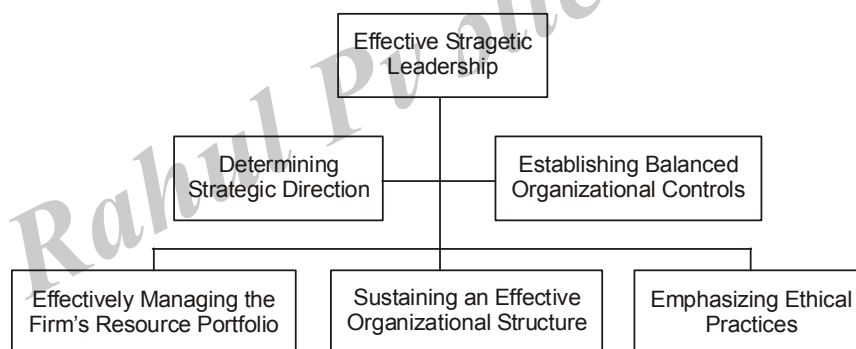 Effective Stragetic
Leadership
Determining
Strategic Direction
Establishing Balanced
Organizational Controls
Effectively Managing the
Firm's Resource Portfolio
Sustaining an Effective
Organizational Structure
Emphasizing Ethical
Practices
Rahul